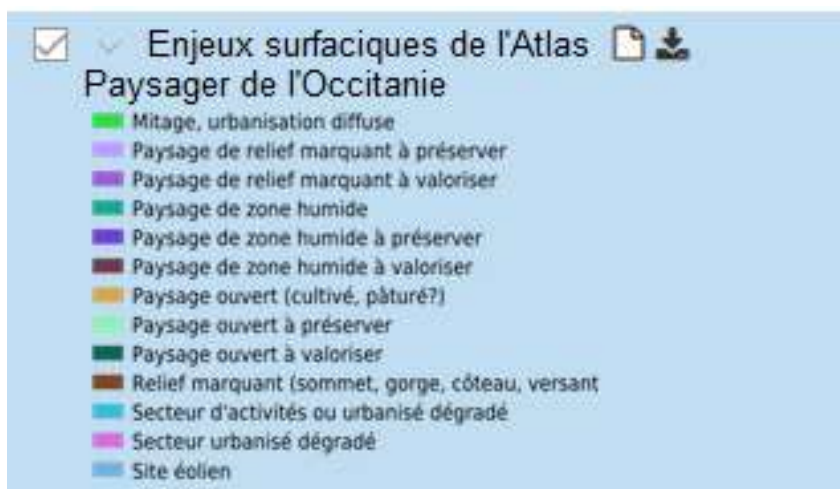 Enjeux surfaciques de l'Atlas
Paysager de l'Occitanie
Mitage, urbanisation diffuse
Paysage de relief marquant à préserver
Paysage de relief marquant à valoriser
Paysage de zone humide
Paysage de zone humide à préserver
Paysage de zone humide à valoriser
Paysage ouvert (cultivé, pâturé?)
Paysage ouvert à préserver
Paysage ouvert à valoriser
Relief marquant (sommet, gorge, côteau, versant
Secteur d'activités ou urbanisé dégradé
Secteur urbanisé dégradé
Site éolien